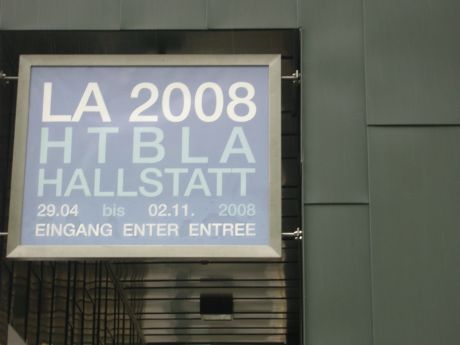 LA 2008
HTBLA
HALLSTATT
29.04 bis 02.11. 2008
EINGANG ENTER ENTREE